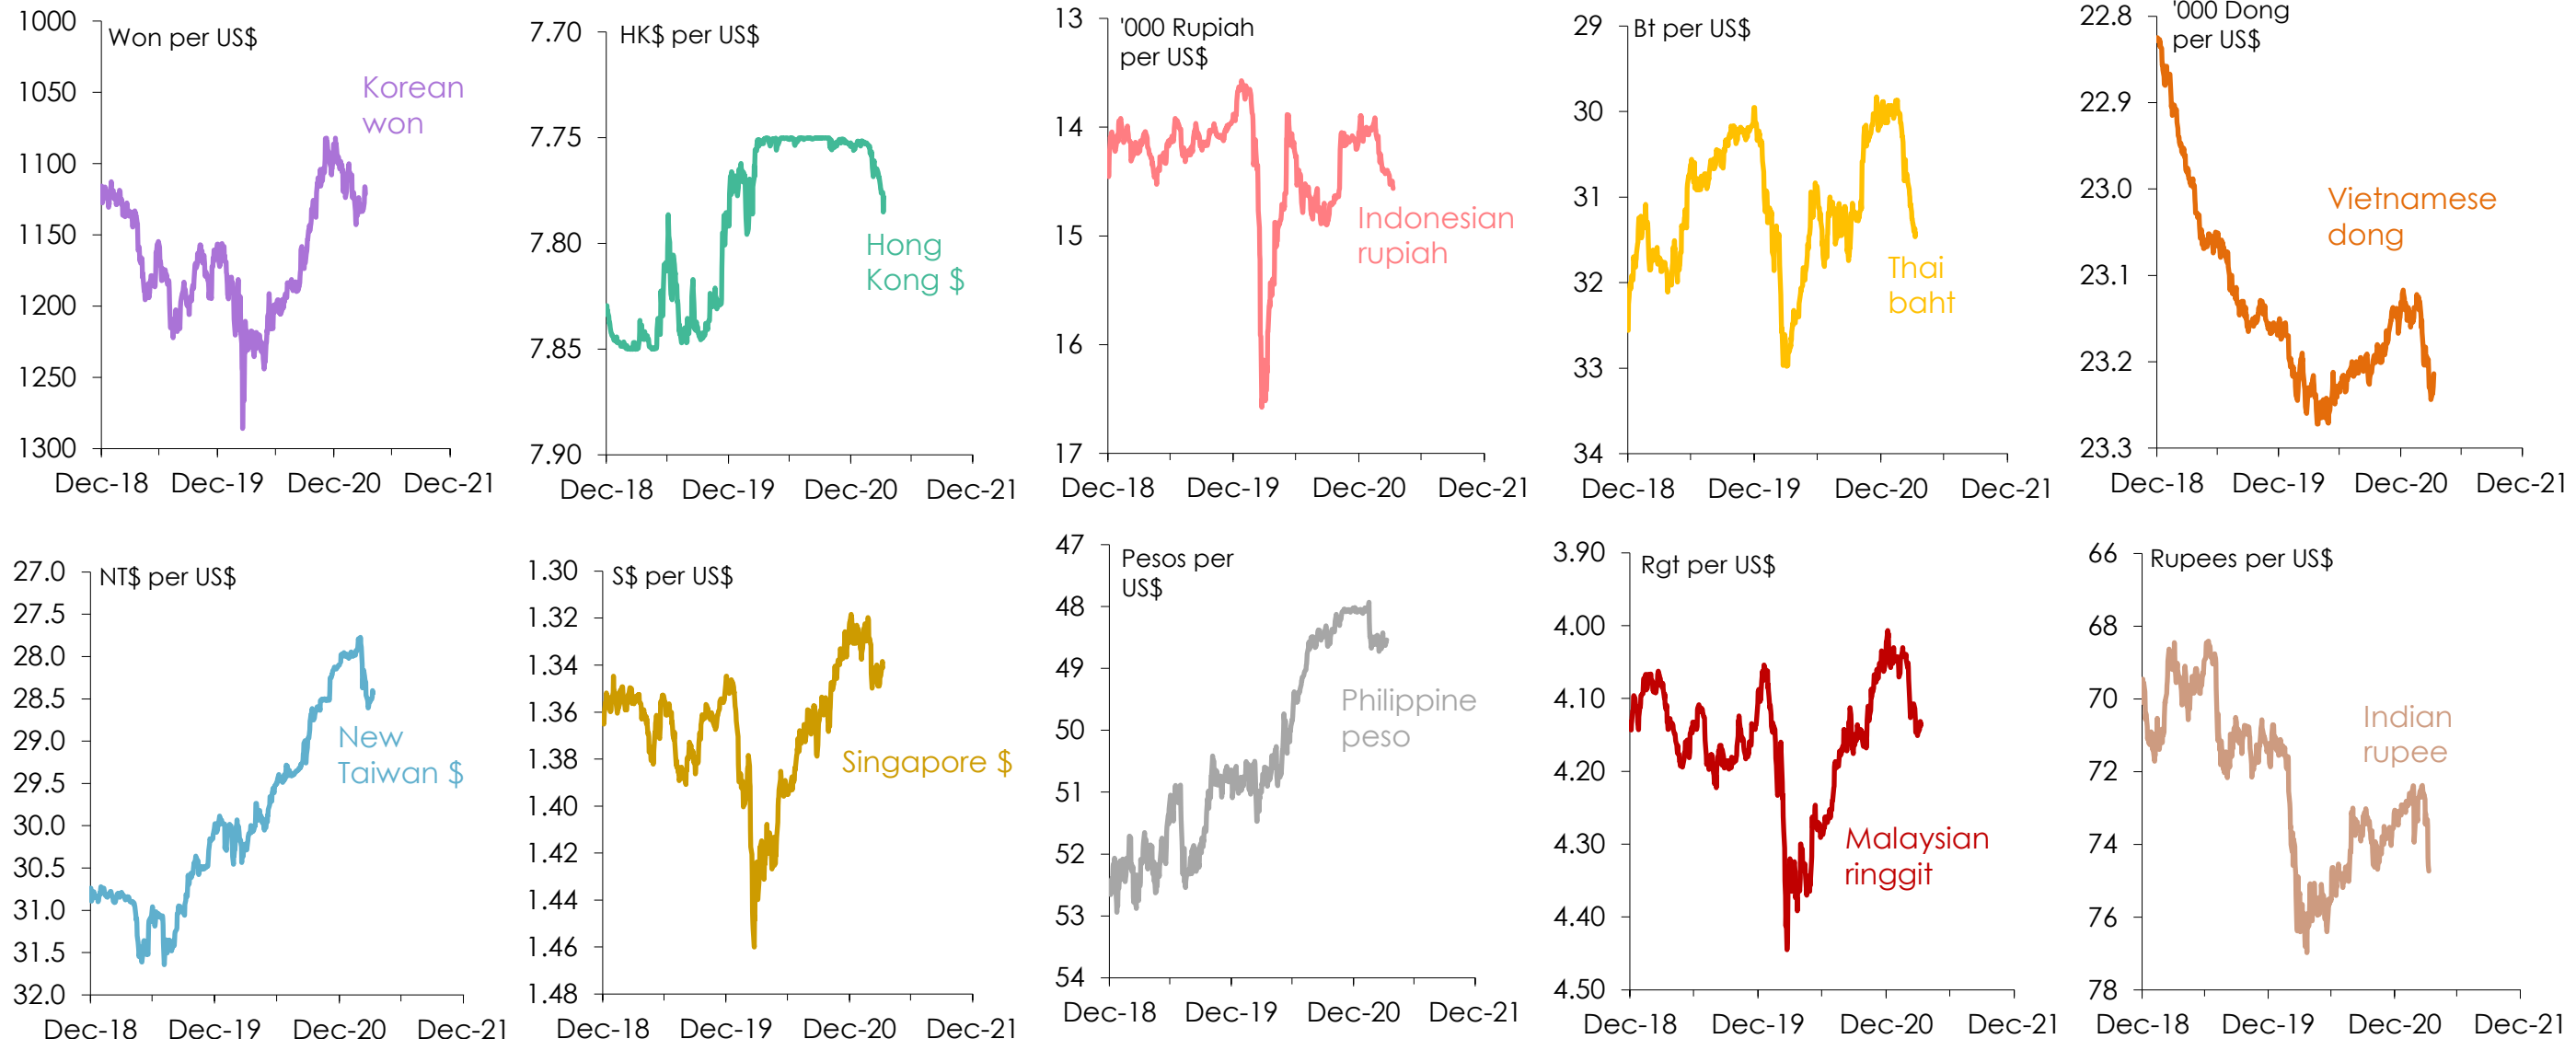 1000
Won per US$
1050
Korean
won
1100
1150
1200
1250
1300
Dec-18 Dec-19 Dec-20 Dec-21
7.70
HK$ per US$
7.75
7.80
Hong
Kong $
7.85
7.90
Dec-18 Dec-19 Dec-20 Dec-21
13
'000 Rupiah
per US$
14
15
Indonesian
rupiah
16
17
Dec-18 Dec-19 Dec-20 Dec-21
29
Bt per US$
30
31
32
Thai
baht
33
34
Dec-18 Dec-19 Dec-20 Dec-21
22.8
'000 Dong
per US$
22.9
23.0
Vietnamese
dong
23.1
23.2
23.3
Dec-18 Dec-19 Dec-20 Dec-21
27.0
NT$ per US$
27.5
28.0
28.5
29.0
New
Taiwan $
29.5
30.0
30.5
31.0
31.5
32.0
Dec-18 Dec-19 Dec-20 Dec-21
1.30
S$ per US$
1.32
1.34
1.36
1.38
Singapore $
1.40
1.42
1.44
1.46
1.48
Dec-18 Dec-19 Dec-20 Dec-21
47
Pesos per
US$
48
49
Philippine
peso
50
51
52
53
54
Dec-18 Dec-19 Dec-20 Dec-21
3.90
Rgt per US$
4.00
4.10
4.20
4.30
Malaysian
ringgit
4.40
4.50
Dec-18 Dec-19 Dec-20 Dec-21
66
Rupees per US$
68
70
Indian
rupee
72
74
76
78
Dec-18 Dec-19 Dec-20 Dec-21